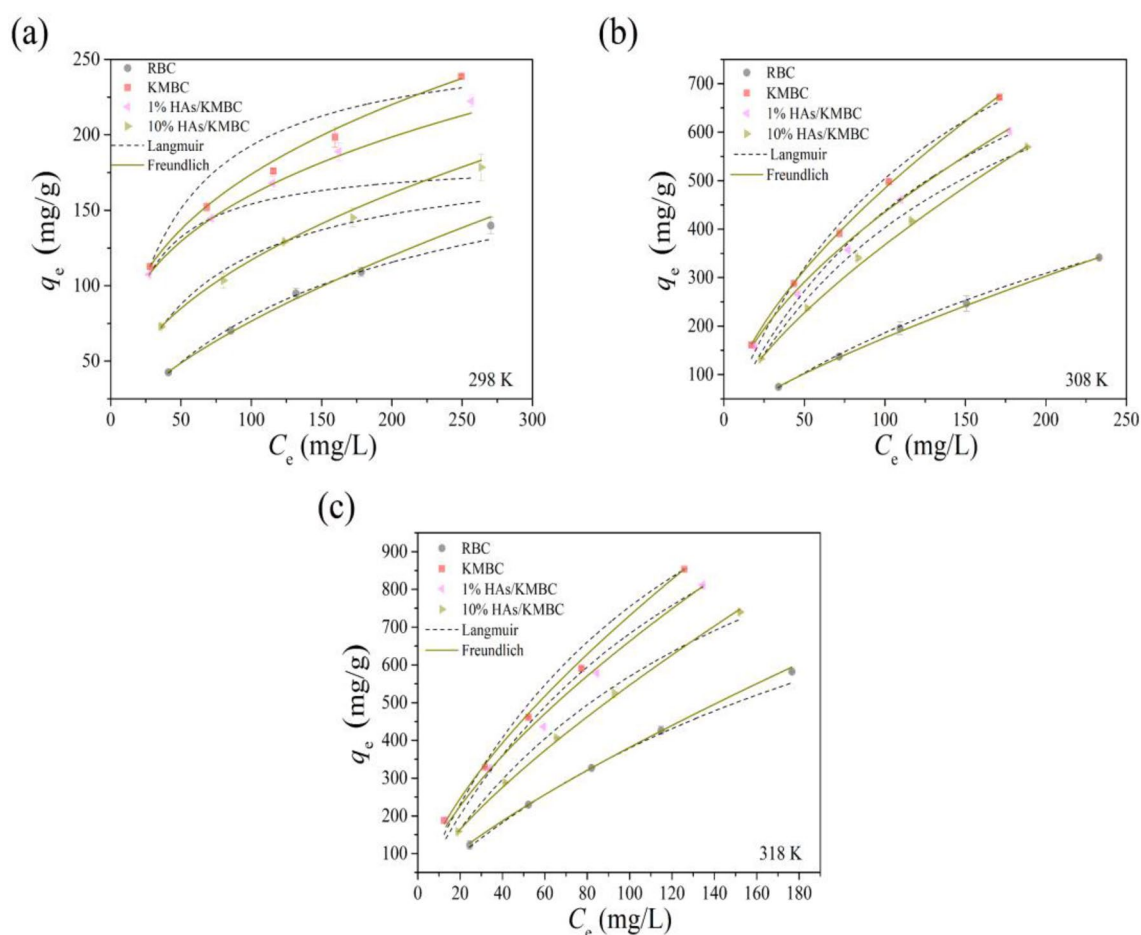 (a)
250
200
150
100
50
qe (mg/g)
RBC
KMBC
1% HAs/KMBC
10% HAs/KMBC
Langmuir
Freundlich
298 K
0 50 100 150 200 250 300
Ce (mg/L)
(b)
700
600
500
400
300
200
100
qe (mg/g)
RBC
KMBC
1% HAs/KMBC
10% HAs/KMBC
Langmuir
Freundlich
308 K
0 50 100 150 200 250
Ce (mg/L)
(c)
900
800
700
600
500
400
300
200
100
qe (mg/g)
RBC
KMBC
1% HAs/KMBC
10% HAs/KMBC
Langmuir
Freundlich
318 K
0 20 40 60 80 100 120 140 160 180
Ce (mg/L)